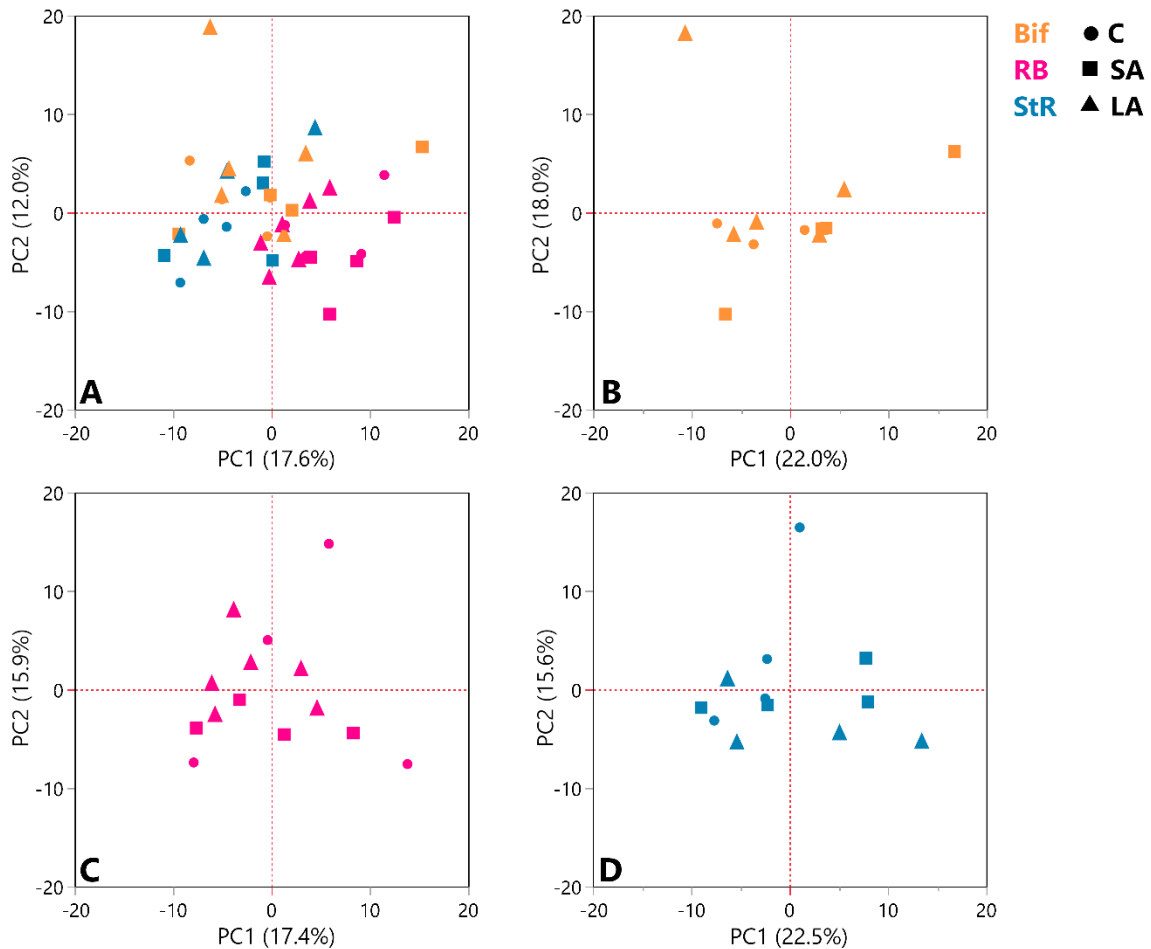 20
10
0
-10
-20
PC2 (12.0%)
A
-20 -10 0 10 20
PC1 (17.6%)
20
10
0
-10
-20
PC2 (18.0%)
B
-20 -10 0 10 20
PC1 (22.0%)
Bif C
RB SA
StR LA
20
10
0
-10
-20
PC2 (15.9%)
C
-20 -10 0 10 20
PC1 (17.4%)
20
10
0
-10
-20
PC2 (15.6%)
D
-20 -10 0 10 20
PC1 (22.5%)